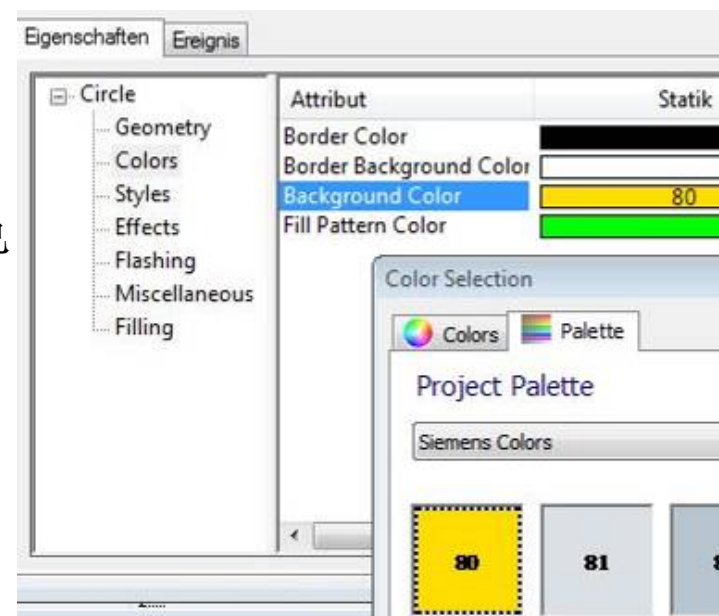 Eigenschaften Ereignis
Circle
Geometry
Colors
Styles
Effects
Flashing
Miscellaneous
Filling
Attribut Statik
Border Color
Border Background Color
Background Color 80
Fill Pattern Color
Color Selection
Colors Palette
Project Palette
Siemens Colors
80 81